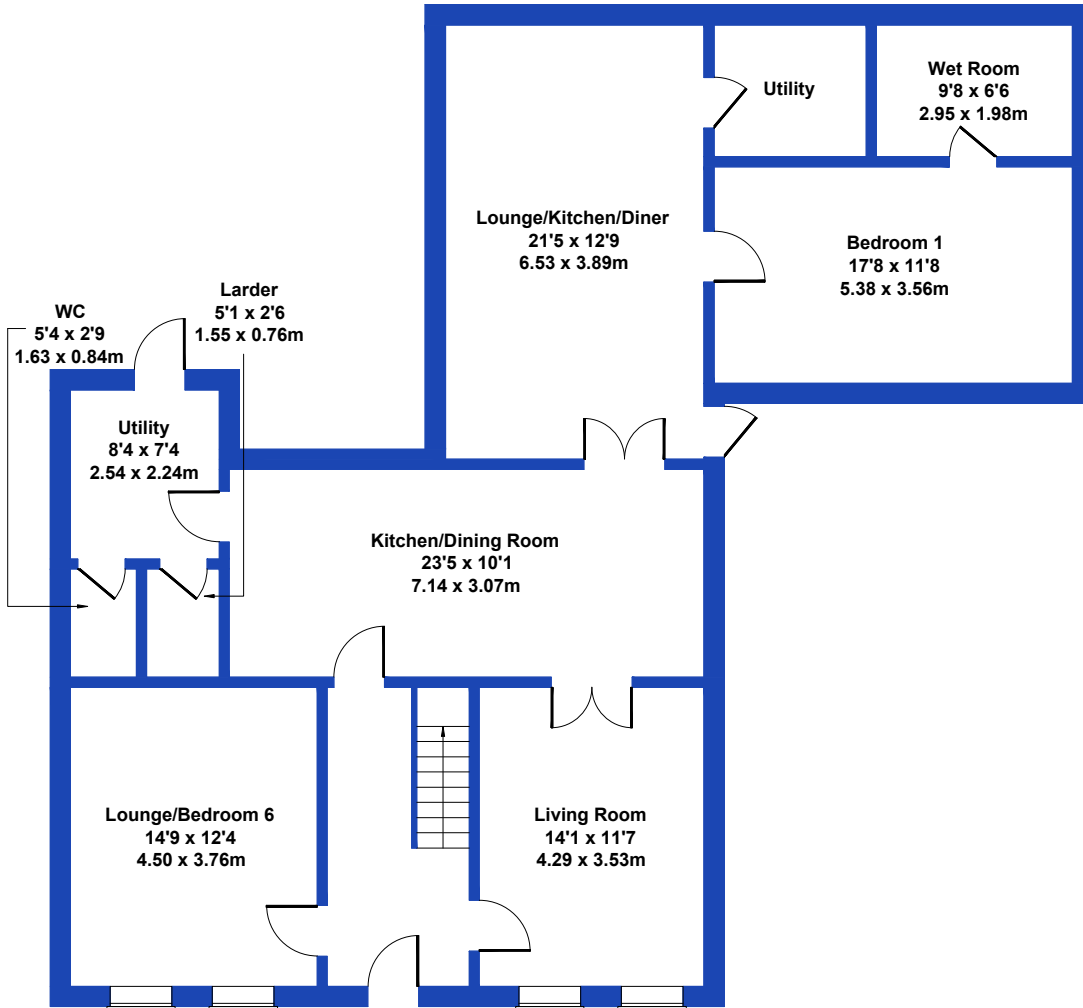 Utility
Wet Room
9'8 x 6'6
2.95 x 1.98m
Lounge/Kitchen/Diner
21'5 x 12'9
6.53 x 3.89m
Bedroom 1
17'8 x 11'8
5.38 x 3.56m
WC
5'4 x 2'9
1.63 x 0.84m
Larder
5'1 x 2'6
1.55 x 0.76m
Utility
8'4 x 7'4
2.54 x 2.24m
Kitchen/Dining Room
23'5 x 10'1
7.14 x 3.07m
Lounge/Bedroom 6
14'9 x 12'4
4.50 x 3.76m
Living Room
14'1 x 11'7
4.29 x 3.53m